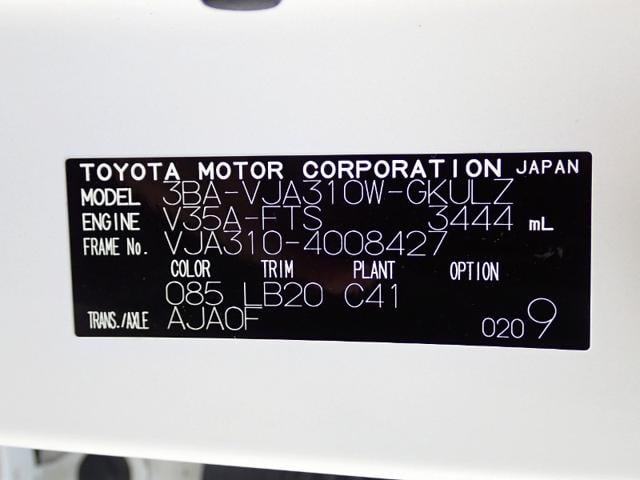 TOYOTA MOTOR CORPORATION JAPAN
MODEL 3BA-VJA310W-GKULZ
ENGINE V35A-FTS 3444 mL
FRAME No. VJA310-4008427
COLOR TRIM PLANT OPTION
085 LB20 C41
TRANS./AXLE AJA0F 0209